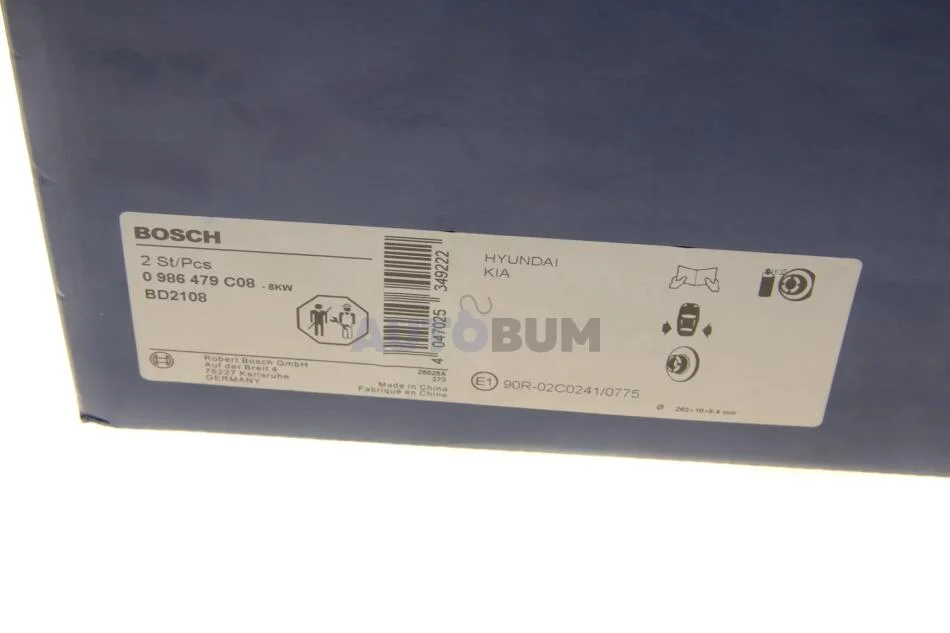 BOSCH
2 St/Pcs
0 986 479 C08 - 8KW
BD2108
4 047025 349222
HYUNDAI
KIA
AUTOBUM
Robert Bosch GmbH
Auf der Breit 4
76227 Karlsruhe
GERMANY
26026A
273
Made in China
Fabriqué en Chine
E1 90R-02C0241/0775